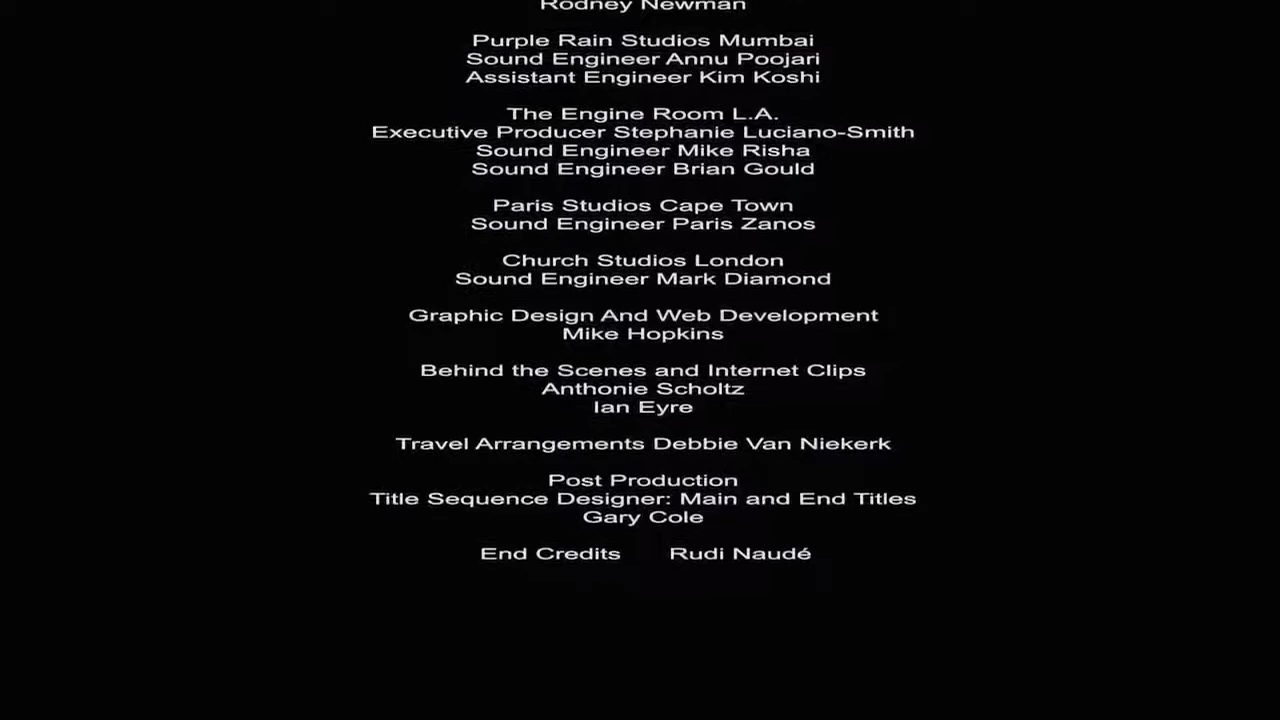 Rodney Newman
Purple Rain Studios Mumbai
Sound Engineer Annu Poojari
Assistant Engineer Kim Koshi
The Engine Room L.A.
Executive Producer Stephanie Luciano-Smith
Sound Engineer Mike Risha
Sound Engineer Brian Gould
Paris Studios Cape Town
Sound Engineer Paris Zanos
Church Studios London
Sound Engineer Mark Diamond
Graphic Design And Web Development
Mike Hopkins
Behind the Scenes and Internet Clips
Anthonie Scholtz
Ian Eyre
Travel Arrangements Debbie Van Niekerk
Post Production
Title Sequence Designer: Main and End Titles
Gary Cole
End Credits Rudi Naudé